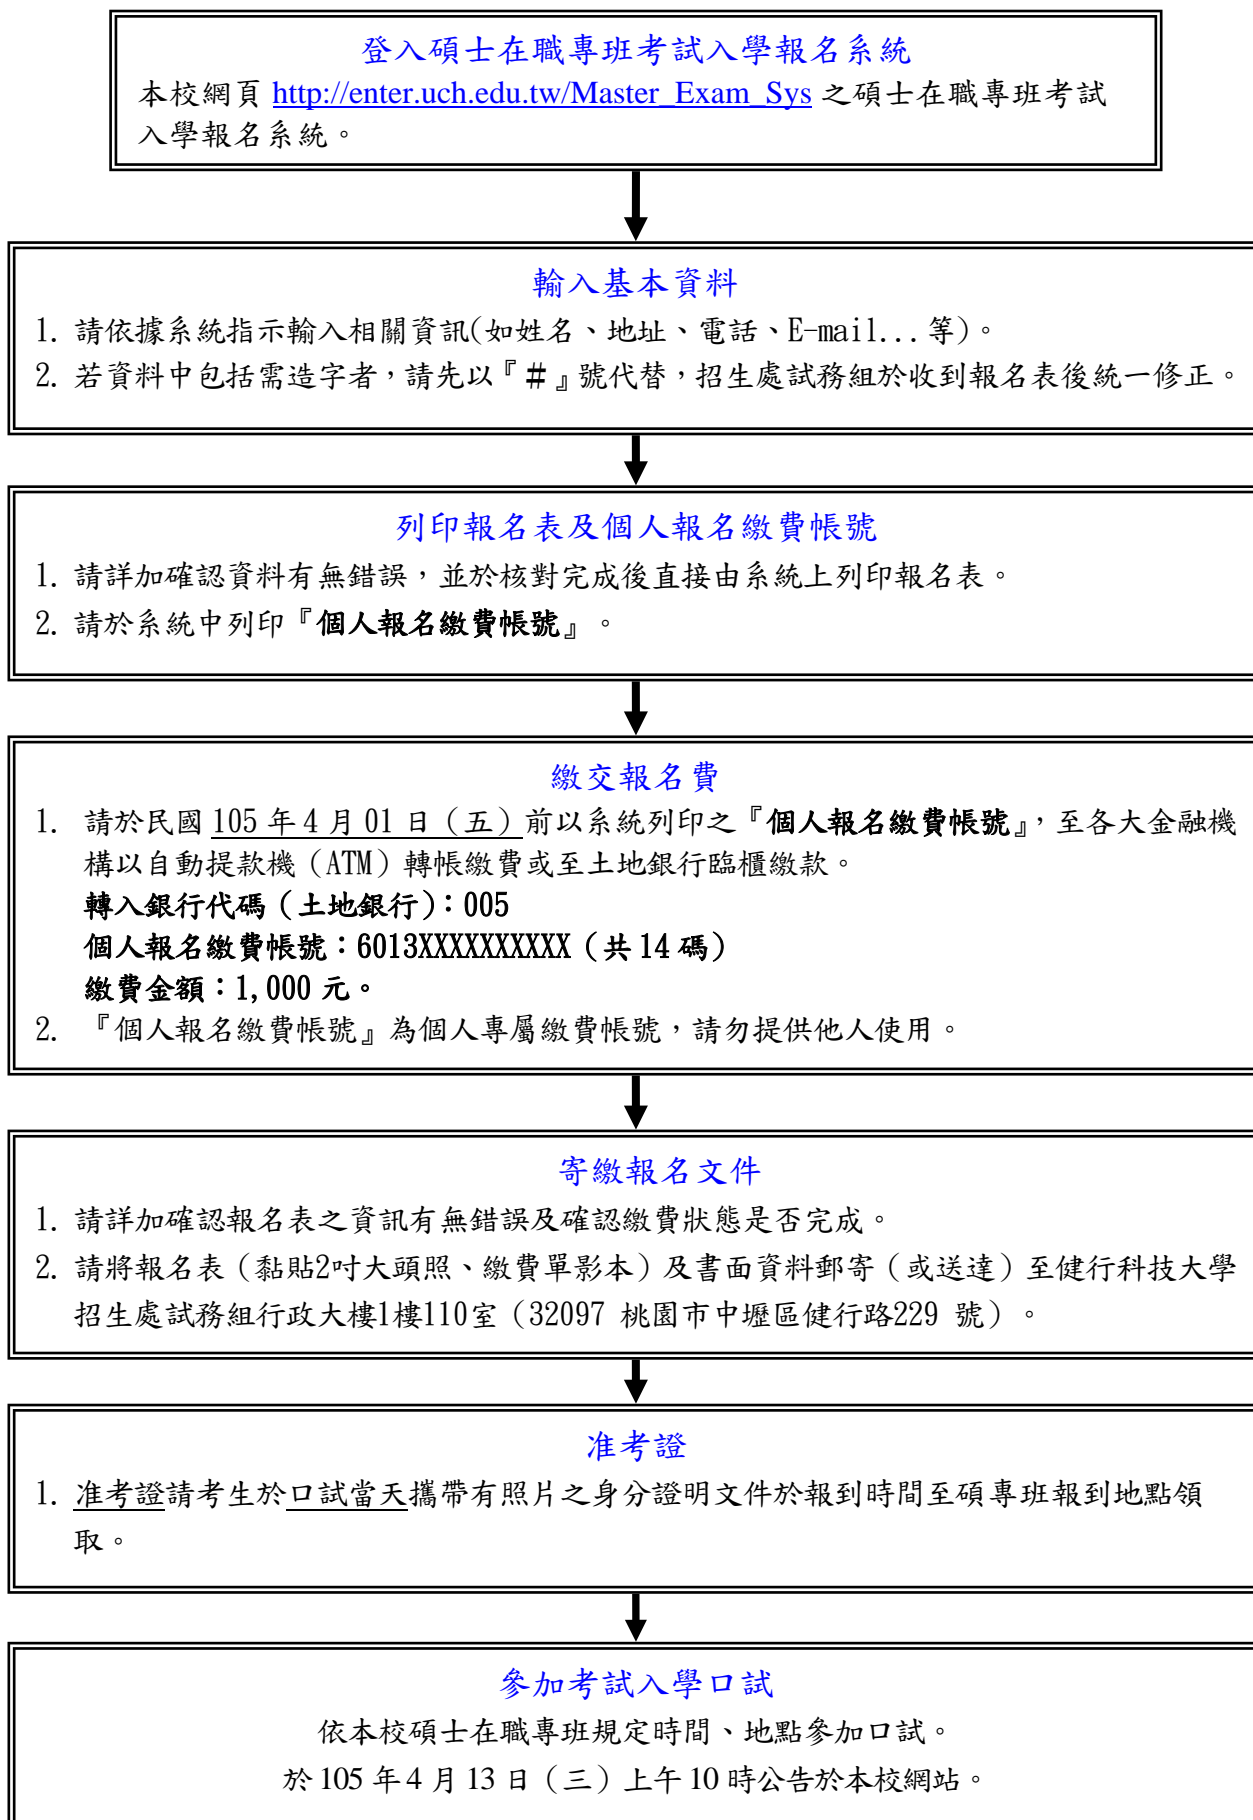 登入碩士在職專班考試入學報名系統
本校網頁 http://enter.uch.edu.tw/Master_Exam_Sys 之碩士在職專班考試
入學報名系統。
輸入基本資料
1. 請依據系統指示輸入相關資訊(如姓名、地址、電話、E-mail...等)。
2. 若資料中包括需造字者，請先以『＃』號代替，招生處試務組於收到報名表後統一修正。
列印報名表及個人報名繳費帳號
1. 請詳加確認資料有無錯誤，並於核對完成後直接由系統上列印報名表。
2. 請於系統中列印『個人報名繳費帳號』。
繳交報名費
1. 請於民國 105 年 4 月 01 日（五）前以系統列印之『個人報名繳費帳號』，至各大金融機
構以自動提款機（ATM）轉帳繳費或至土地銀行臨櫃繳款。
轉入銀行代碼（土地銀行）：005
個人報名繳費帳號：6013XXXXXXXXXX（共 14 碼）
繳費金額：1,000 元。
2. 『個人報名繳費帳號』為個人專屬繳費帳號，請勿提供他人使用。
寄繳報名文件
1. 請詳加確認報名表之資訊有無錯誤及確認繳費狀態是否完成。
2. 請將報名表（黏貼2吋大頭照、繳費單影本）及書面資料郵寄（或送達）至健行科技大學
招生處試務組行政大樓1樓110室（32097 桃園市中壢區健行路229 號）。
准考證
1. 准考證請考生於口試當天攜帶有照片之身分證明文件於報到時間至碩專班報到地點領
取。
參加考試入學口試
依本校碩士在職專班規定時間、地點參加口試。
於 105 年 4 月 13 日（三）上午 10 時公告於本校網站。